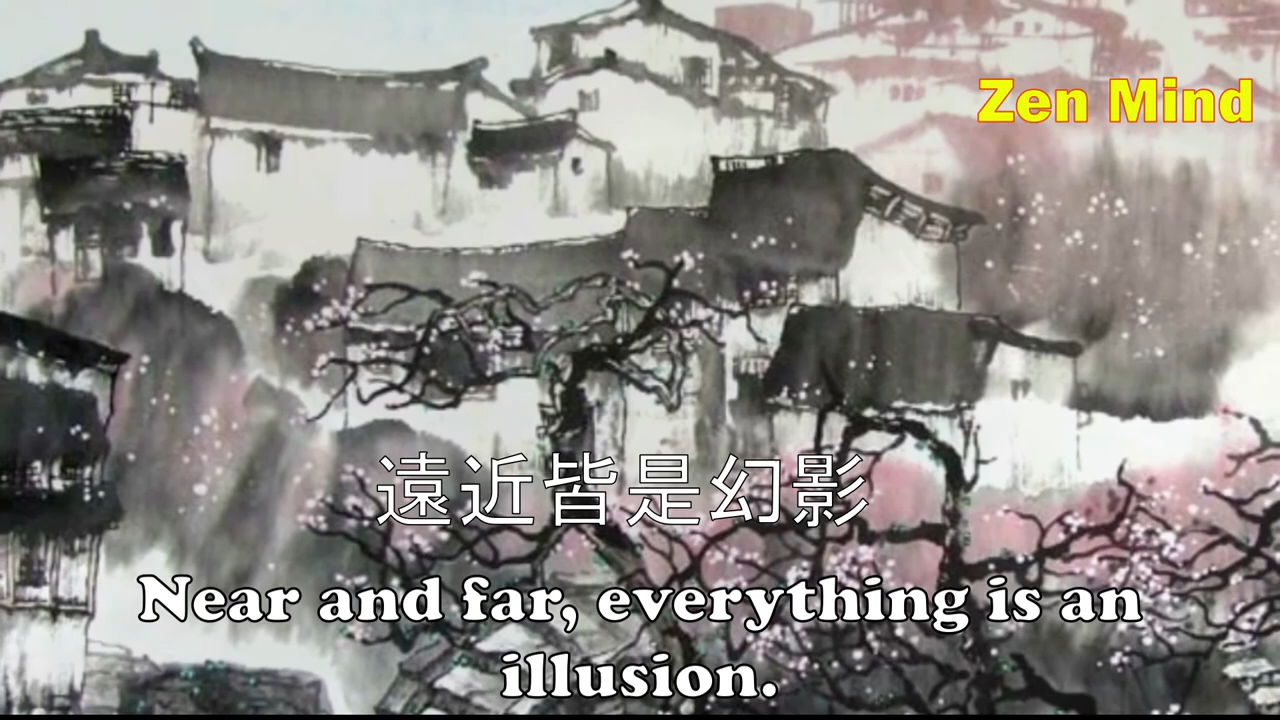 Zen Mind
遠近皆是幻影
Near and far, everything is an
illusion.